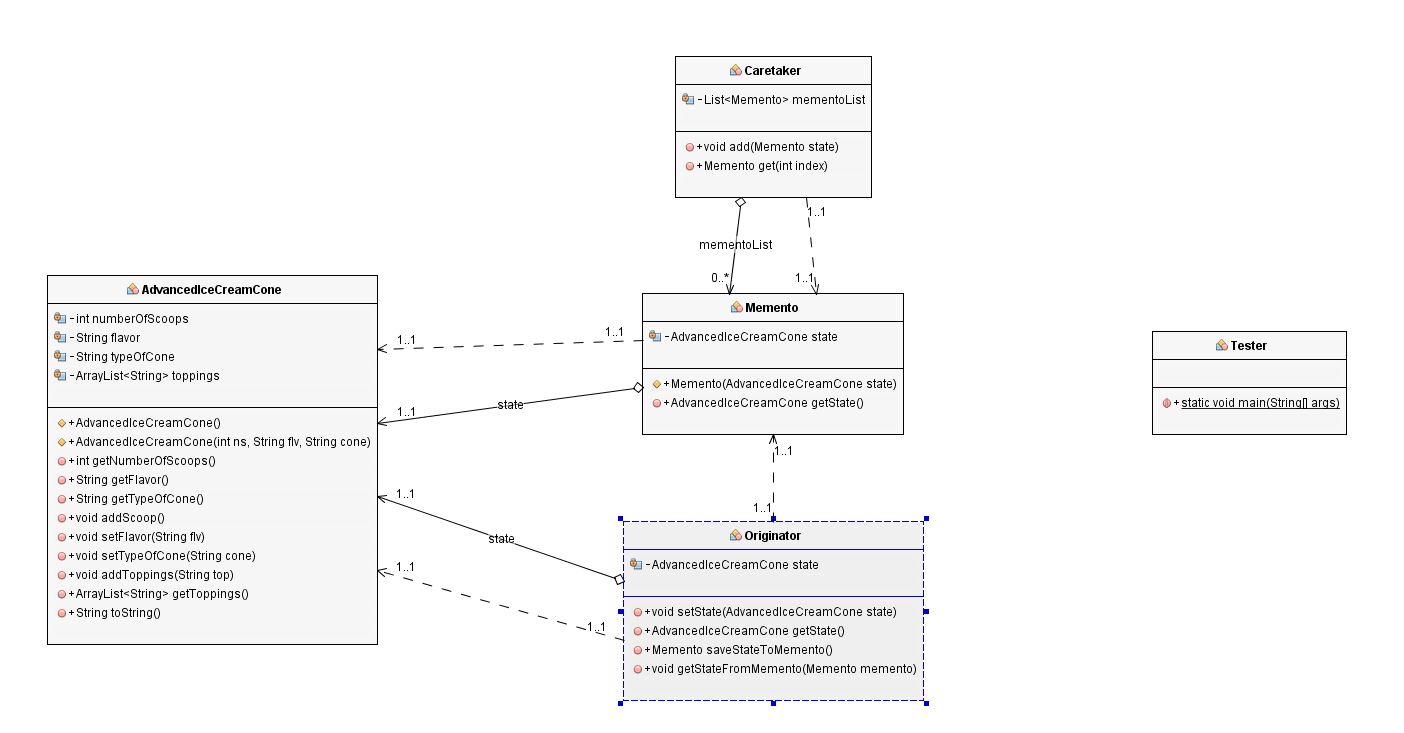 Caretaker
-List<Memento> mementoList
+void add(Memento state)
+Memento get(int index)
1..1
mementoList
0..*
1..1
AdvancedIceCreamCone
-int numberOfScoops
-String flavor
-String typeOfCone
-ArrayList<String> toppings
+AdvancedIceCreamCone()
+AdvancedIceCreamCone(int ns, String flv, String cone)
+int getNumberOfScoops()
+String getFlavor()
+String getTypeOfCone()
+void addScoop()
+void setFlavor(String flv)
+void setTypeOfCone(String cone)
+void addToppings(String top)
+ArrayList<String> getToppings()
+String toString()
1..1
1..1
1..1
state
1..1
state
1..1
1..1
Memento
-AdvancedIceCreamCone state
+Memento(AdvancedIceCreamCone state)
+AdvancedIceCreamCone getState()
1..1
1..1
Originator
-AdvancedIceCreamCone state
+void setState(AdvancedIceCreamCone state)
+AdvancedIceCreamCone getState()
+Memento saveStateToMemento()
+void getStateFromMemento(Memento memento)
Tester
+static void main(String[] args)